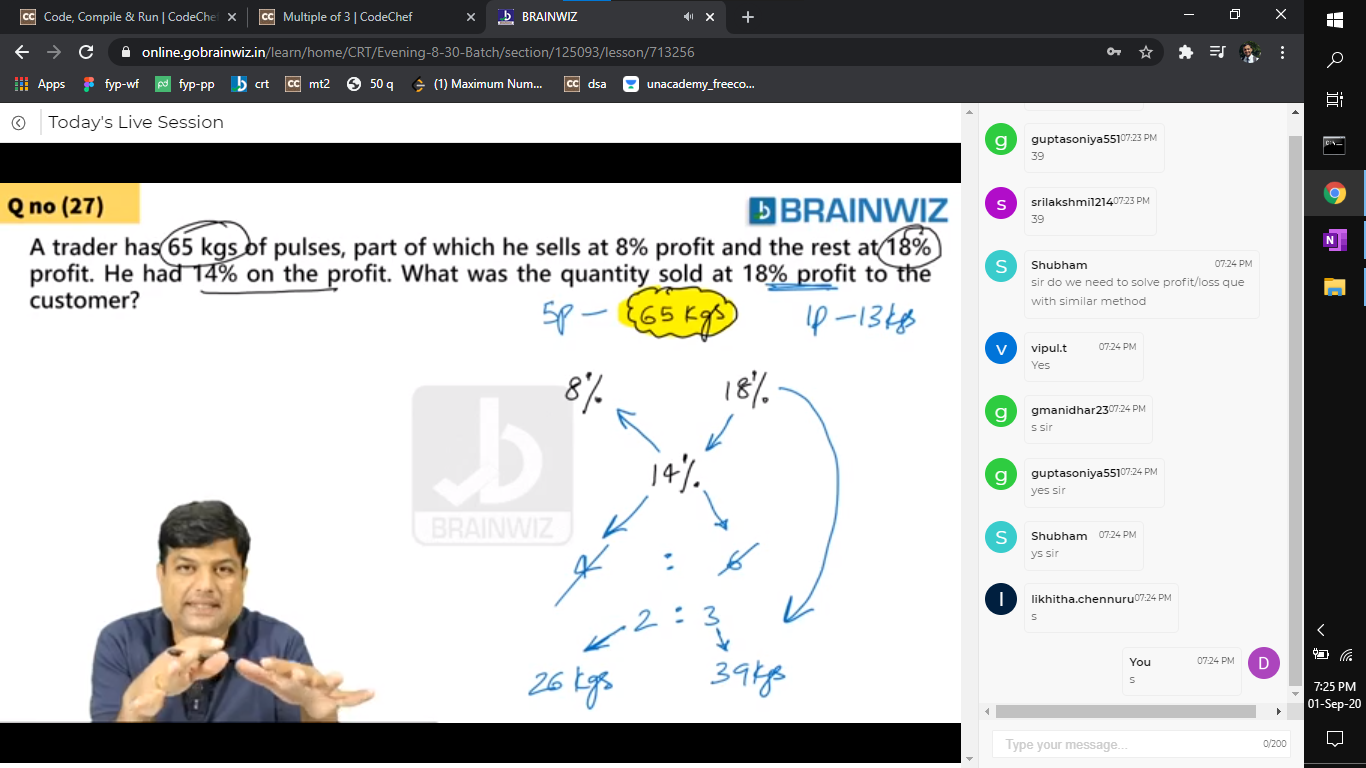 Code, Compile & Run | CodeChef
Multiple of 3 | CodeChef
BRAINWIZ
online.gobrainwiz.in/learn/home/CRT/Evening-8-30-Batch/section/125093/lesson/713256
Apps
fyp-wf
fyp-pp
crt
CC mt2
50 q
(1) Maximum Num...
CC dsa
unacademy_freeco...
Today's Live Session
Q no (27)
BRAINWIZ
A trader has 65 kgs of pulses, part of which he sells at 8% profit and the rest at 18%
profit. He had 14% on the profit. What was the quantity sold at 18% profit to the
customer?
5p – 65 kgs 1p – 13 kgs
8% 18%
14%
4 : 6
2 : 3
26 kgs 39 kgs
BRAINWIZ
g
guptasoniya551 07:23 PM
39
s
srilakshmi1214 07:23 PM
39
S
Shubham 07:24 PM
sir do we need to solve profit/loss que
with similar method
v
vipul.t 07:24 PM
Yes
g
gmanidhar23 07:24 PM
s sir
g
guptasoniya551 07:24 PM
yes sir
S
Shubham 07:24 PM
ys sir
l
likhitha.chennuru 07:24 PM
s
You 07:24 PM
s
D
Type your message... 0/200
7:25 PM
01-Sep-20